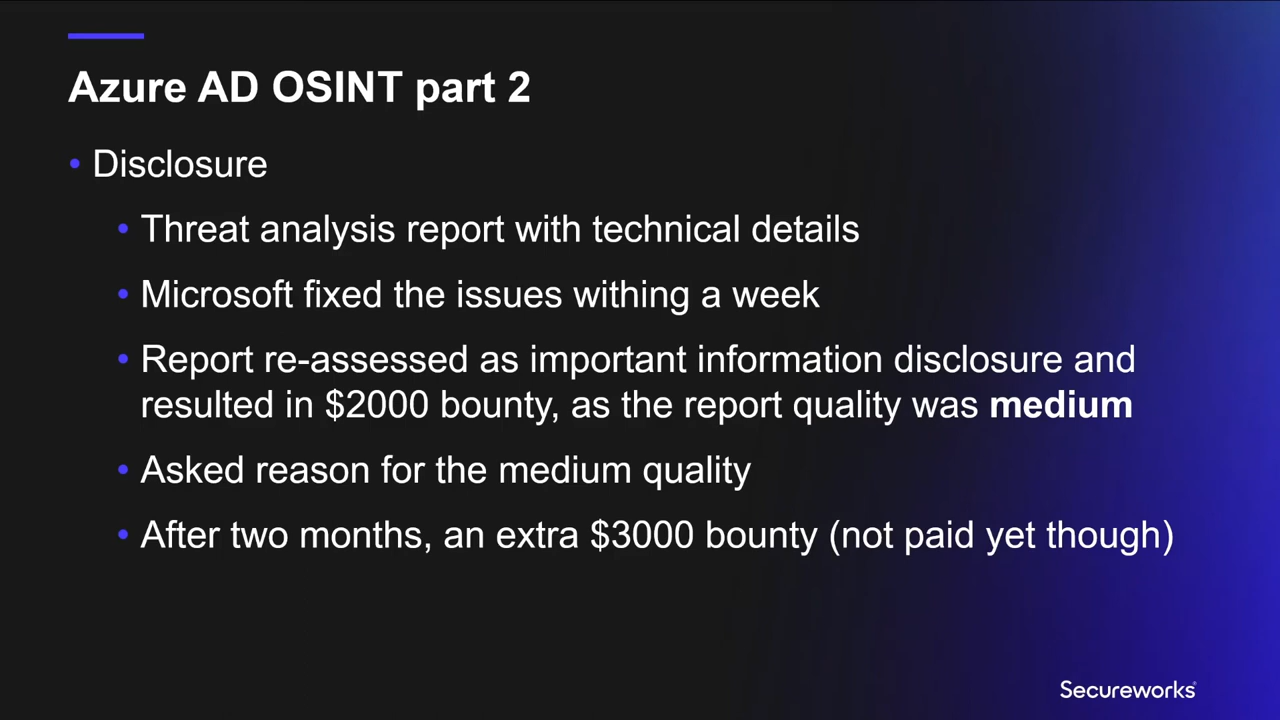 Azure AD OSINT part 2
• Disclosure
• Threat analysis report with technical details
• Microsoft fixed the issues withing a week
• Report re-assessed as important information disclosure and
resulted in $2000 bounty, as the report quality was medium
• Asked reason for the medium quality
• After two months, an extra $3000 bounty (not paid yet though)
Secureworks®